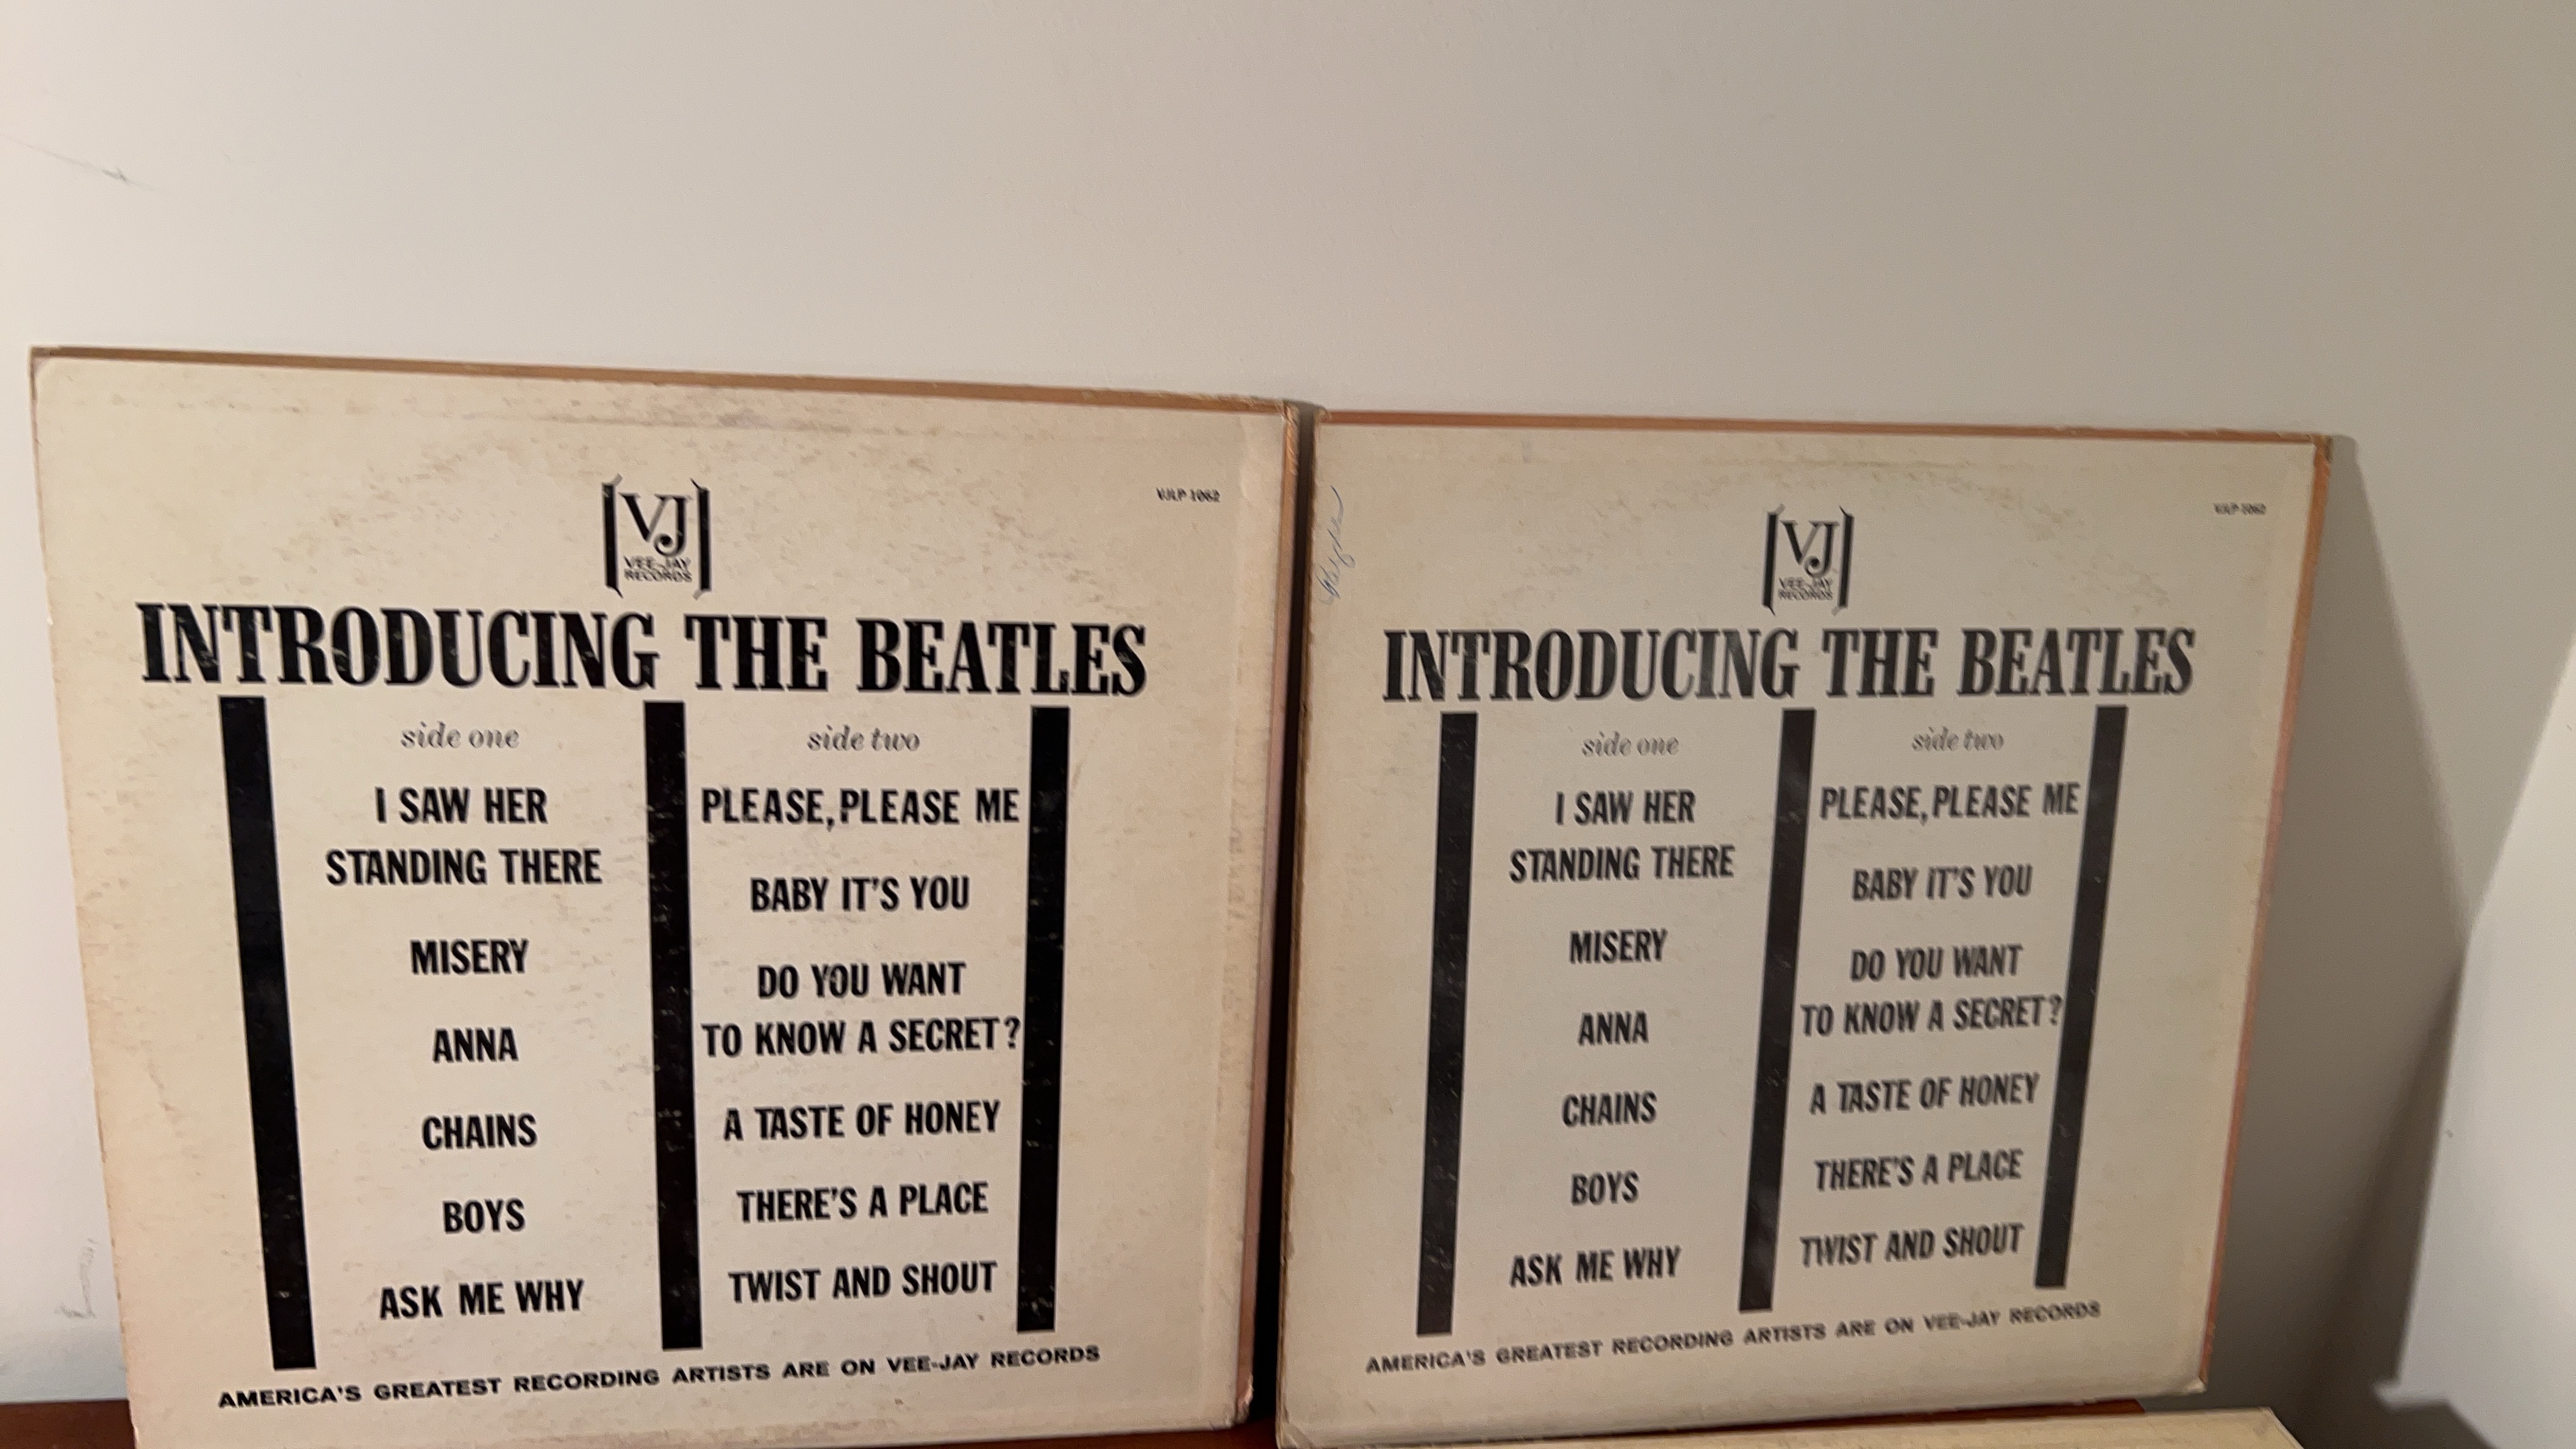 VJLP 1062
VJ
VEE-JAY
RECORDS
INTRODUCING THE BEATLES
side one
I SAW HER
STANDING THERE
MISERY
ANNA
CHAINS
BOYS
ASK ME WHY
side two
PLEASE, PLEASE ME
BABY IT'S YOU
DO YOU WANT
TO KNOW A SECRET?
A TASTE OF HONEY
THERE'S A PLACE
TWIST AND SHOUT
AMERICA'S GREATEST RECORDING ARTISTS ARE ON VEE-JAY RECORDS
VJLP 1062
VJ
VEE-JAY
RECORDS
INTRODUCING THE BEATLES
side one
I SAW HER
STANDING THERE
MISERY
ANNA
CHAINS
BOYS
ASK ME WHY
side two
PLEASE, PLEASE ME
BABY IT'S YOU
DO YOU WANT
TO KNOW A SECRET?
A TASTE OF HONEY
THERE'S A PLACE
TWIST AND SHOUT
AMERICA'S GREATEST RECORDING ARTISTS ARE ON VEE-JAY RECORDS